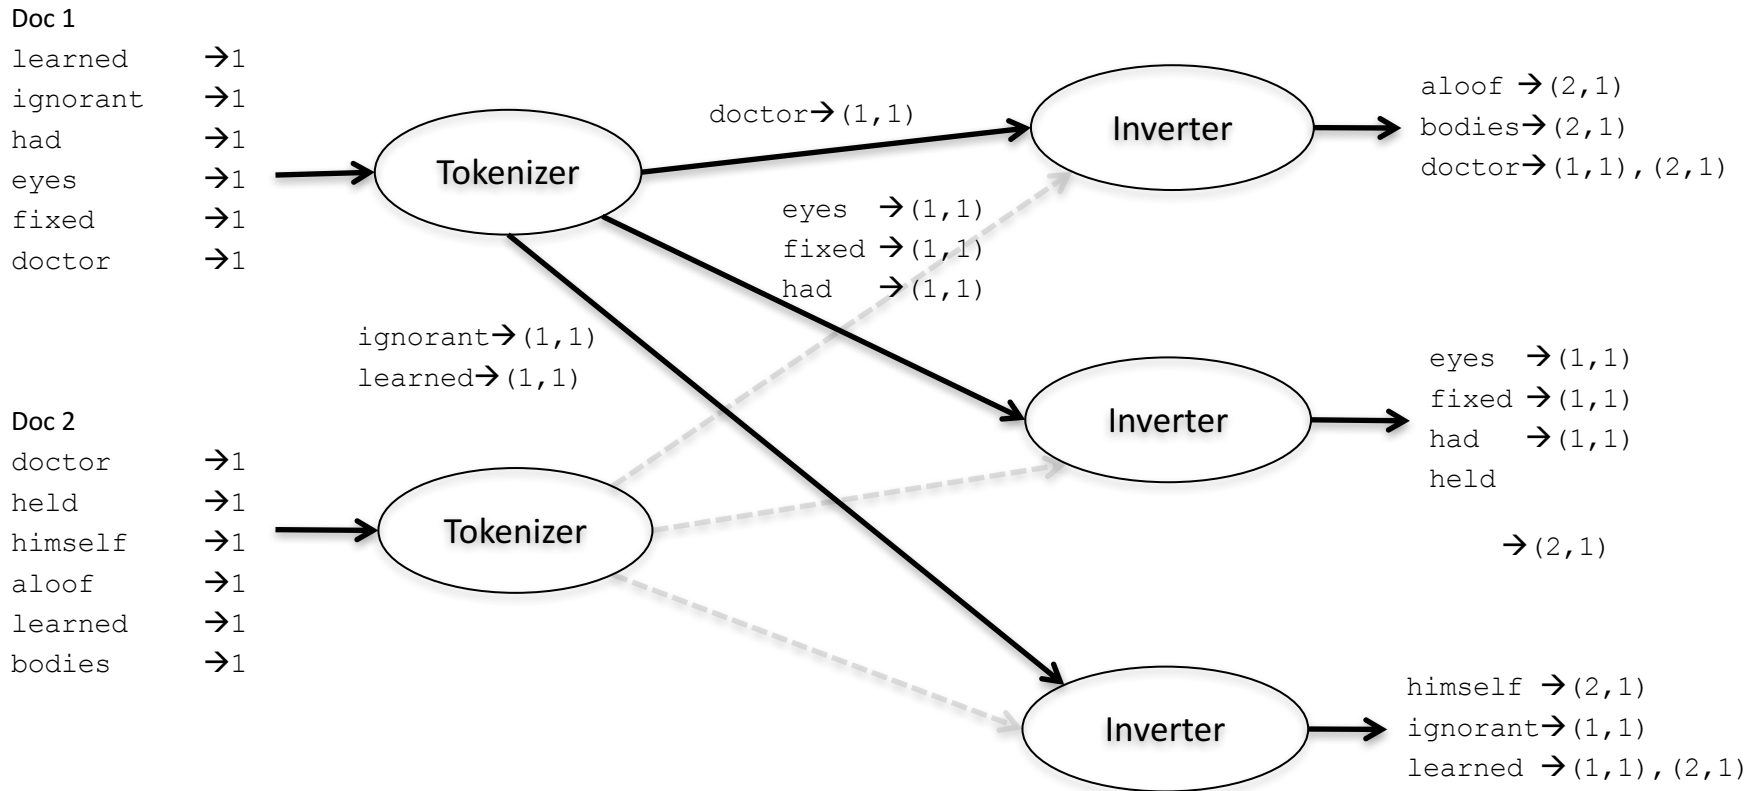 Doc 1
learned →1
ignorant →1
had →1
eyes →1
fixed →1
doctor →1
Tokenizer
doctor→(1,1)
eyes →(1,1)
fixed →(1,1)
had →(1,1)
ignorant→(1,1)
learned→(1,1)
Inverter
aloof →(2,1)
bodies→(2,1)
doctor→(1,1),(2,1)
Doc 2
doctor →1
held →1
himself →1
aloof →1
learned →1
bodies →1
Tokenizer
Inverter
eyes →(1,1)
fixed →(1,1)
had →(1,1)
held
→(2,1)
Inverter
himself →(2,1)
ignorant→(1,1)
learned →(1,1),(2,1)